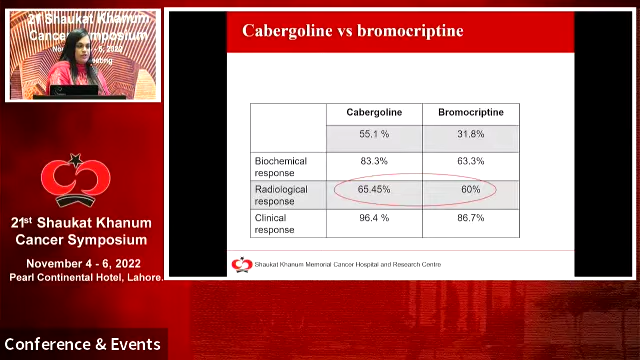 21st Shaukat Khanum
Cancer Symposium
Cabergoline vs bromocriptine
Cabergoline Bromocriptine
55.1 % 31.8%
Biochemical response 83.3% 63.3%
Radiological response 65.45% 60%
Clinical response 96.4 % 86.7%
Shaukat Khanum Memorial Cancer Hospital and Research Centre
21st Shaukat Khanum
Cancer Symposium
November 4 - 6, 2022
Pearl Continental Hotel, Lahore.
Conference & Events